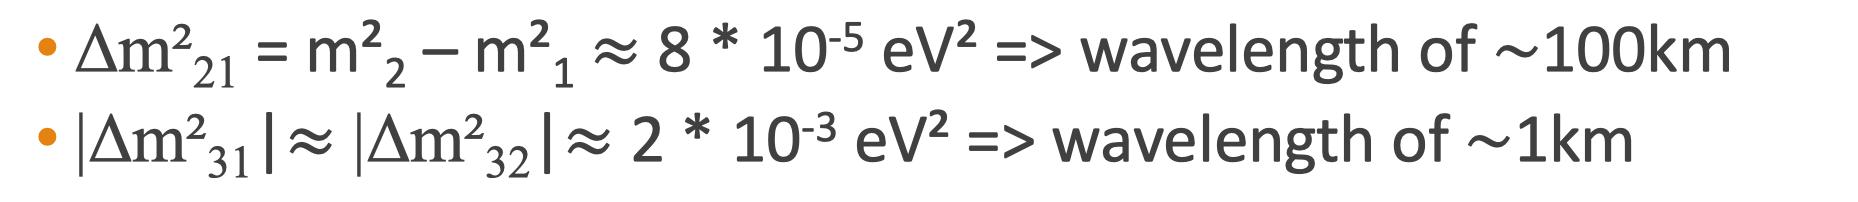 • Δm²₂₁ = m²₂ – m²₁ ≈ 8 * 10⁻⁵ eV² => wavelength of ~100km
• |Δm²₃₁|≈ |Δm²₃₂|≈ 2 * 10⁻³ eV² => wavelength of ~1km